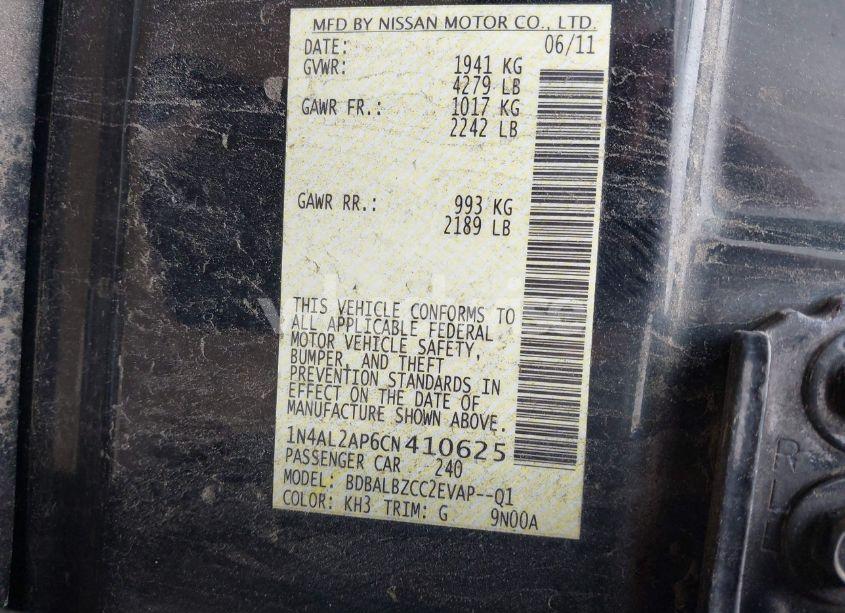 MFD BY NISSAN MOTOR CO., LTD.
DATE: 06/11
GVWR: 1941 KG
4279 LB
GAWR FR.: 1017 KG
2242 LB
GAWR RR.: 993 KG
2189 LB
THIS VEHICLE CONFORMS TO
ALL APPLICABLE FEDERAL
MOTOR VEHICLE SAFETY,
BUMPER, AND THEFT
PREVENTION STANDARDS IN
EFFECT ON THE DATE OF
MANUFACTURE SHOWN ABOVE.
1N4AL2AP6CN410625
PASSENGER CAR 240
MODEL: BDBALBZCC2EVAP--Q1
COLOR: KH3 TRIM: G 9N00A